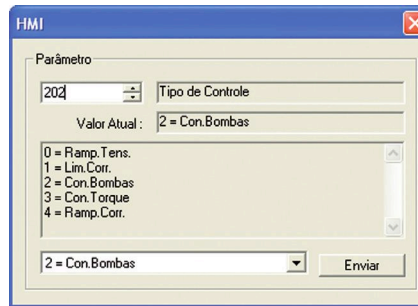 HMI
Parâmetro
202 Tipo de Controle
Valor Atual : 2 = Con.Bombas
0 = Ramp.Tens.
1 = Lim.Corr.
2 = Con.Bombas
3 = Con.Torque
4 = Ramp.Corr.
2 = Con.Bombas Enviar